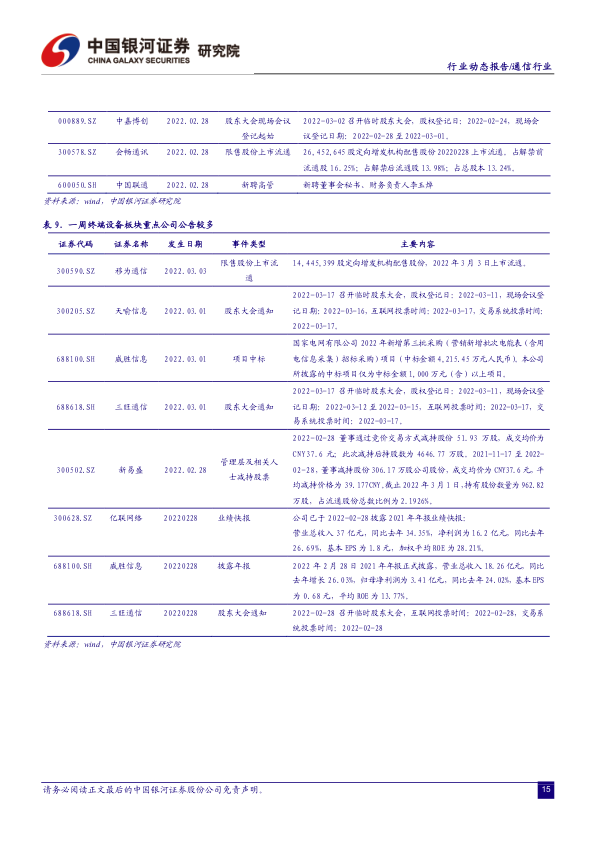 中国银河证券 研究院
CHINA GALAXY SECURITIES
行业动态报告/通信行业
000889.SZ 中嘉博创 2022.02.28 股东大会现场会议 2022-03-02 召开临时股东大会，股权登记日：2022-02-24，现场会
登记起始 议登记日期：2022-02-28 至 2022-03-01。
300578.SZ 会畅通讯 2022.02.28 限售股份上市流通 26,452,645 股定向增发机构配售股份 20220228 上市流通。占解禁前
流通股 16.25%；占解禁后流通股 13.98%；占总股本 13.24%。
600050.SH 中国联通 2022.02.28 新聘高管 新聘董事会秘书、财务负责人李玉焯
资料来源：wind，中国银河证券研究院
表 9. 一周终端设备板块重点公司公告较多
证券代码 证券名称 发生日期 事件类型 主要内容
300590.SZ 移为通信 2022.03.03 限售股份上市流 14,445,399 股定向增发机构配售股份，2022 年 3 月 3 日上市流通。
通
2022-03-17 召开临时股东大会，股权登记日：2022-03-11，现场会议登
300205.SZ 天喻信息 2022.03.01 股东大会通知 记日期：2022-03-16，互联网投票时间：2022-03-17，交易系统投票时间：
2022-03-17。
国家电网有限公司 2022 年新增第三批采购（营销新增批次电能表（含用
688100.SH 威胜信息 2022.03.01 项目中标 电信息采集）招标采购）项目（中标金额 4,215.45 万元人民币)。本公司
所披露的中标项目仅为中标金额 1,000 万元（含）以上项目。
2022-03-17 召开临时股东大会，股权登记日：2022-03-11，现场会议登
688618.SH 三旺通信 2022.03.01 股东大会通知 记日期：2022-03-12 至 2022-03-15，互联网投票时间：2022-03-17，交
易系统投票时间：2022-03-17。
2022-02-28 董事通过竞价交易方式减持股份 51.93 万股，成交均价为
CNY37.6 元；此次减持后持股数为 4646.77 万股。2021-11-17 至 2022-
300502.SZ 新易盛 2022.02.28 管理层及相关人士减持股票 02-28，董事减持股份 306.17 万股公司股份，成交均价为 CNY37.6 元，平
均减持价格为 39.177CNY。截止 2022 年 3 月 1 日，持有股份数量为 962.82
万股，占流通股份总数比例为 2.1926%。
300628.SZ 亿联网络 20220228 业绩快报 公司已于 2022-02-28 披露 2021 年年报业绩快报：
营业总收入 37 亿元，同比去年 34.35%，净利润为 16.2 亿元，同比去年
26.69%，基本 EPS 为 1.8 元，加权平均 ROE 为 28.21%。
688100.SH 威胜信息 20220228 披露年报 2022 年 2 月 28 日 2021 年年报正式披露，营业总收入 18.26 亿元，同比
去年增长 26.03%，归母净利润为 3.41 亿元，同比去年 24.02%，基本 EPS
为 0.68 元，平均 ROE 为 13.77%。
688618.SH 三旺通信 20220228 股东大会通知 2022-02-28 召开临时股东大会，互联网投票时间：2022-02-28，交易系
统投票时间：2022-02-28
资料来源：wind，中国银河证券研究院
请务必阅读正文最后的中国银河证券股份公司免责声明。
15